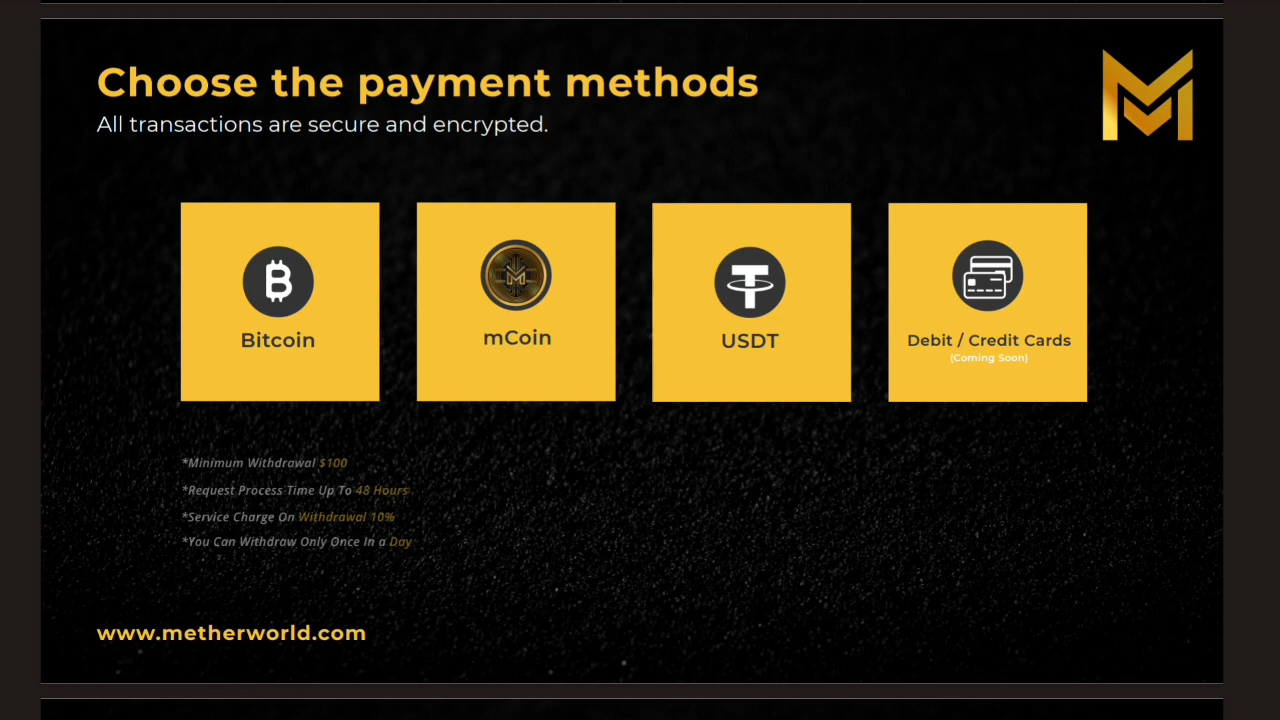 Choose the payment methods
All transactions are secure and encrypted.
Bitcoin
mCoin
USDT
Debit / Credit Cards
(Coming Soon)
*Minimum Withdrawal $100
*Request Process Time Up To 48 Hours
*Service Charge On Withdrawal 10%
*You Can Withdraw Only Once In a Day
www.metherworld.com